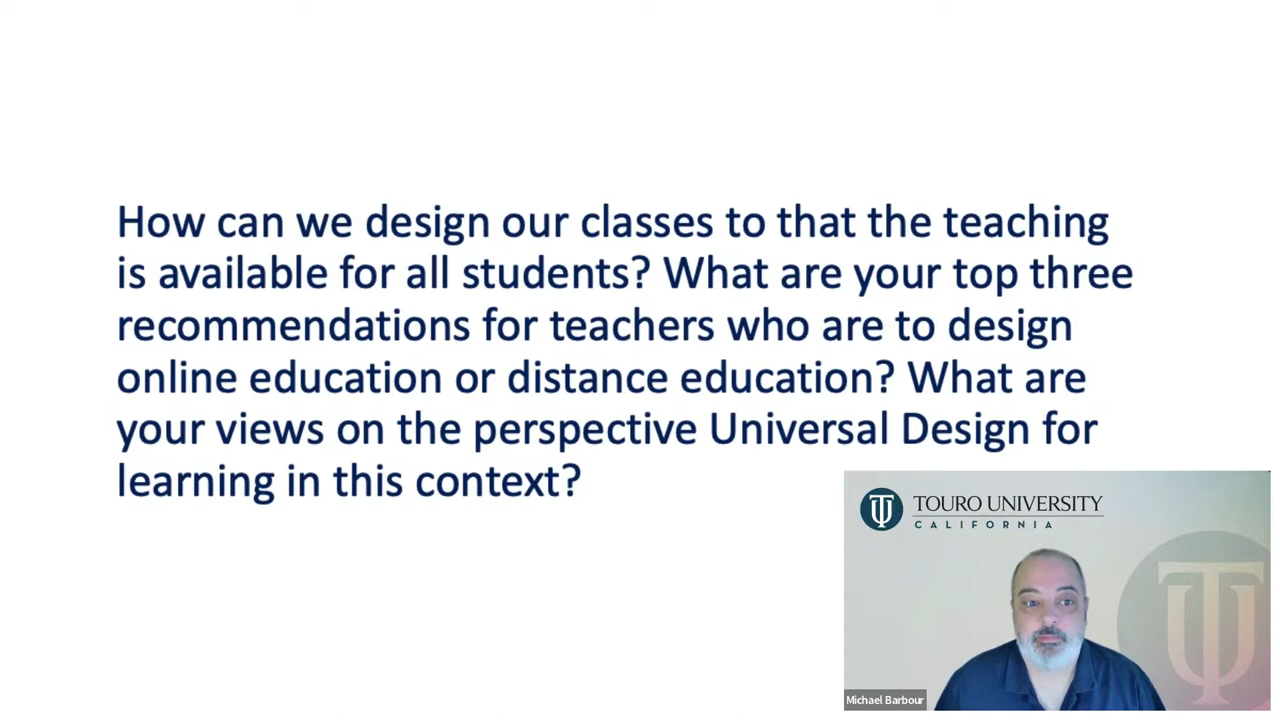 How can we design our classes to that the teaching
is available for all students? What are your top three
recommendations for teachers who are to design
online education or distance education? What are
your views on the perspective Universal Design for
learning in this context?
TOURO UNIVERSITY
CALIFORNIA
Michael Barbour